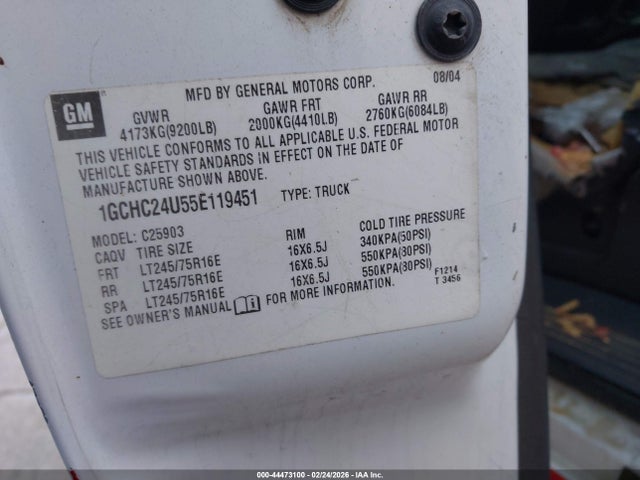 MFD BY GENERAL MOTORS CORP. 08/04
GM
GVWR GAWR FRT GAWR RR
4173KG(9200LB) 2000KG(4410LB) 2760KG(6084LB)
THIS VEHICLE CONFORMS TO ALL APPLICABLE U.S. FEDERAL MOTOR
VEHICLE SAFETY STANDARDS IN EFFECT ON THE DATE OF
MANUFACTURE SHOWN ABOVE.
1GCHC24U55E119451 TYPE: TRUCK
MODEL: C25903
CAQV TIRE SIZE RIM COLD TIRE PRESSURE
FRT LT245/75R16E 16X6.5J 340KPA(50PSI)
RR LT245/75R16E 16X6.5J 550KPA(80PSI)
SPA LT245/75R16E 16X6.5J 550KPA(80PSI)
SEE OWNER'S MANUAL FOR MORE INFORMATION.
F1214
T 3456
000-44473100 - 02/24/2026 - IAA, Inc.